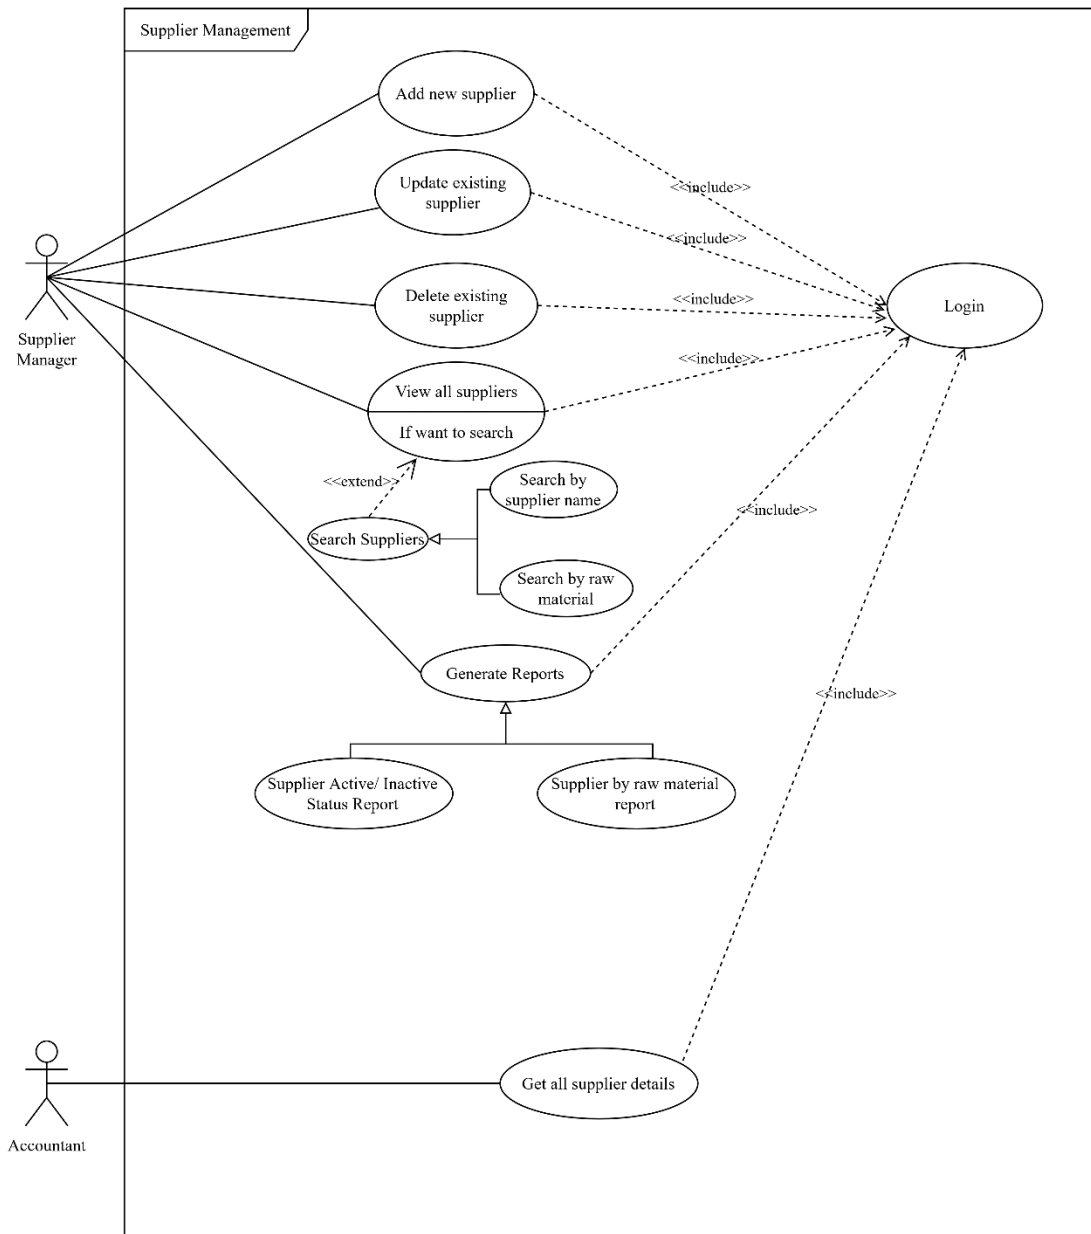 Supplier Management
Add new supplier
<<include>>
Update existing
supplier
<<include>>
Supplier
Manager
Delete existing
supplier
<<include>>
Login
View all suppliers
If want to search
<<include>>
<<extend>>
Search by
supplier name
Search Suppliers
<<include>>
Search by raw
material
Generate Reports
<<include>>
Supplier Active/ Inactive
Status Report
Supplier by raw material
report
Get all supplier details
Accountant